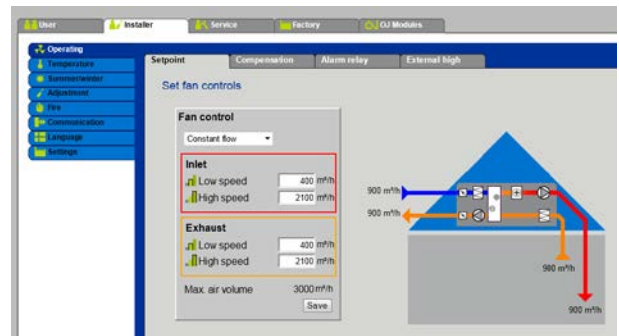 User Installer Service Factory OJ Modules
Operating
Temperature
Summer/winter
Adjustment
Fire
Communication
Language
Settings
Setpoint Compensation Alarm relay External high
Set fan controls
Fan control
Constant flow
Inlet
Low speed 400 m³/h
High speed 2100 m³/h
Exhaust
Low speed 400 m³/h
High speed 2100 m³/h
Max. air volume 3000 m³/h
Save
900 m³/h
900 m³/h
900 m³/h
900 m³/h